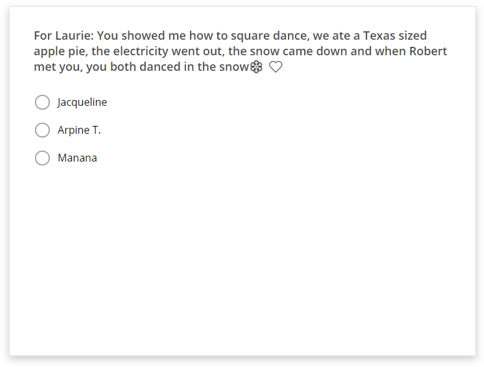 For Laurie: You showed me how to square dance, we ate a Texas sized
apple pie, the electricity went out, the snow came down and when Robert
met you, you both danced in the snow❄ ♡
Jacqueline
Arpine T.
Manana